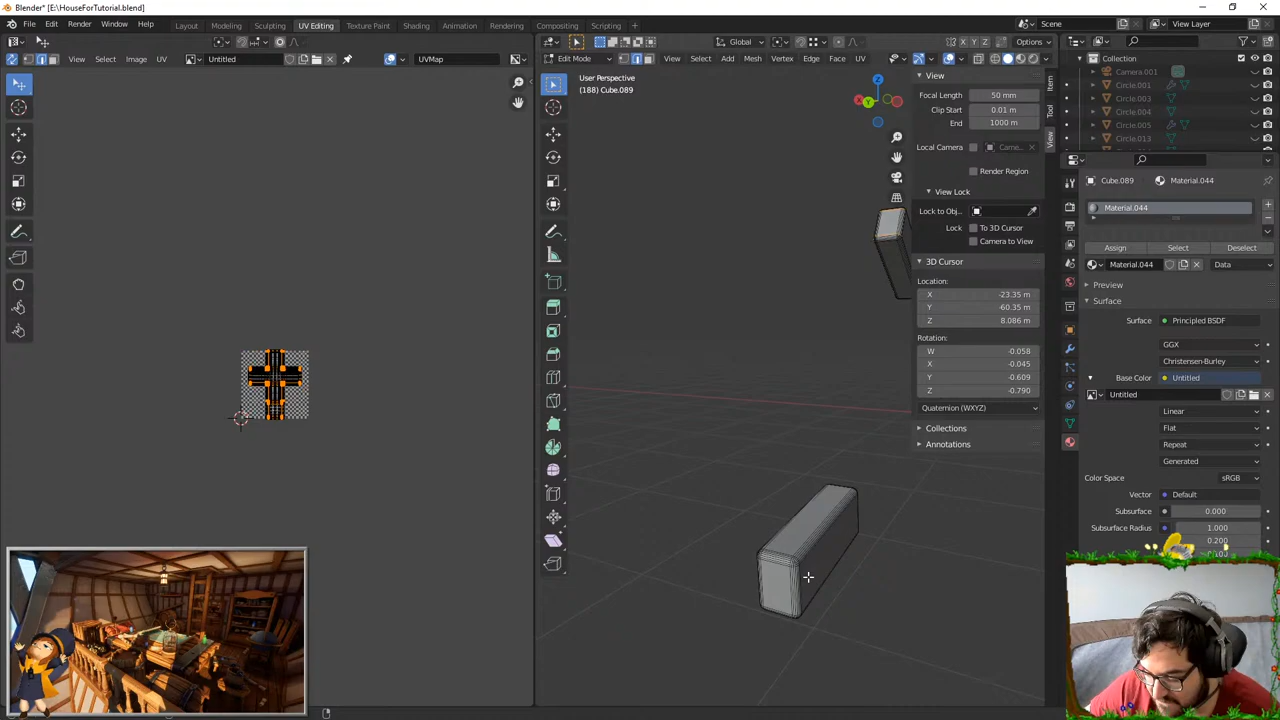 Blender* [E:\HouseForTutorial.blend]
File Edit Render Window Help Layout Modeling Sculpting UV Editing Texture Paint Shading Animation Rendering Compositing Scripting + Scene View Layer
Global Options
View Select Image UV Untitled UVMap Edit Mode View Select Add Mesh Vertex Edge Face UV
User Perspective
(188) Cube.089
View
Focal Length 50 mm
Clip Start 0.01 m
End 1000 m
Local Camera Came...
Render Region
View Lock
Lock to Obj...
Lock To 3D Cursor
Camera to View
3D Cursor
Location:
X -23.35 m
Y -60.35 m
Z 8.086 m
Rotation:
W -0.058
X -0.045
Y -0.609
Z -0.790
Quaternion (WXYZ)
Collections
Annotations
Item
Tool
View
Collection
Camera.001
Circle.001
Circle.003
Circle.004
Circle.005
Circle.013
Cube.089 Material.044
Material.044
Assign Select Deselect
Material.044 Data
Preview
Surface
Surface Principled BSDF
GGX
Christensen-Burley
Base Color Untitled
Untitled
Linear
Flat
Repeat
Generated
Color Space sRGB
Vector Default
Subsurface 0.000
Subsurface Radius 1.000
0.200